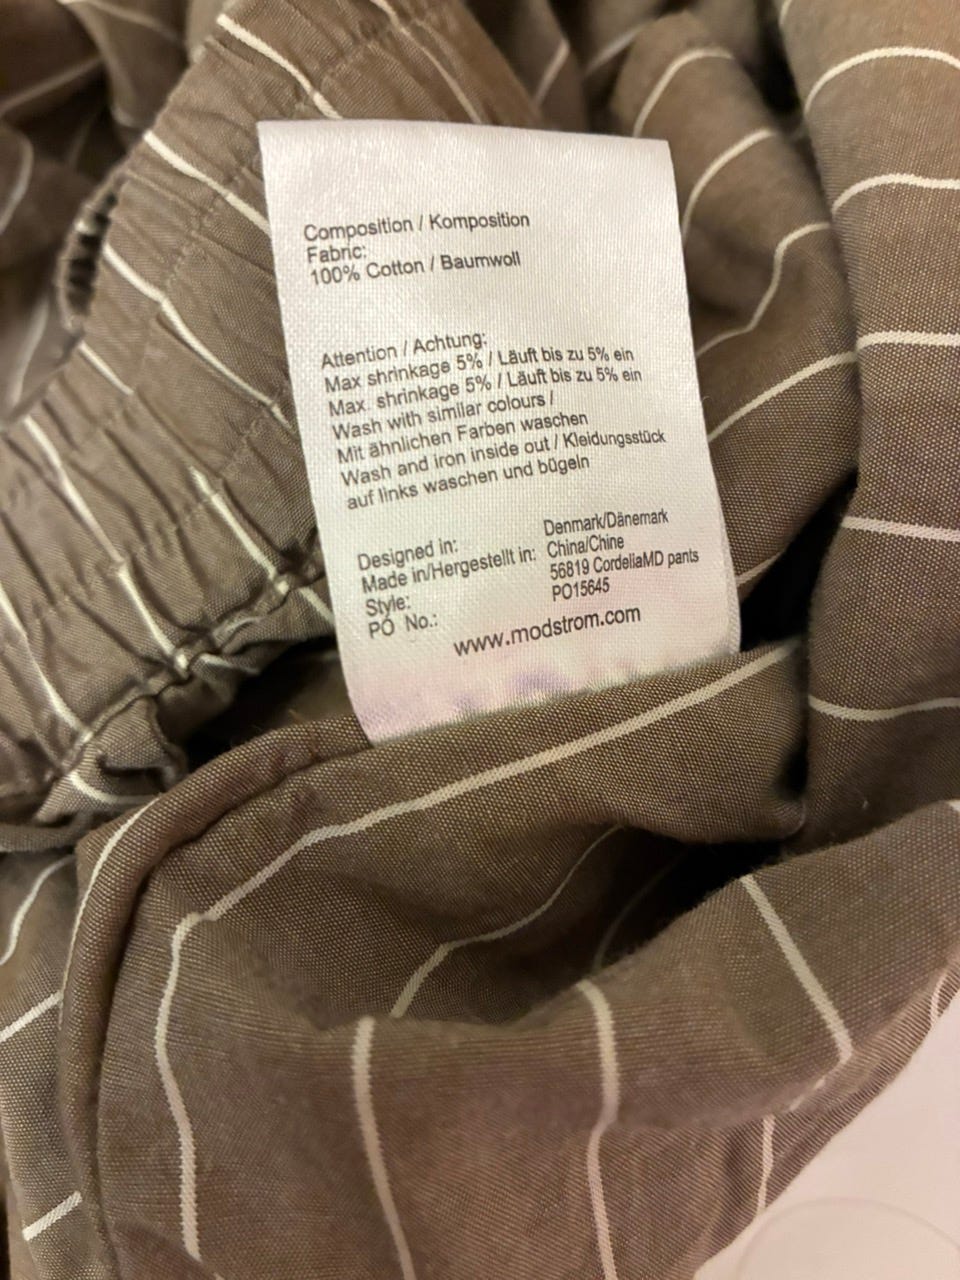 Composition / Komposition
Fabric:
100% Cotton / Baumwoll
Attention / Achtung:
Max shrinkage 5% / Läuft bis zu 5% ein
Max. shrinkage 5% / Läuft bis zu 5% ein
Wash with similar colours /
Mit ähnlichen Farben waschen
Wash and iron inside out / Kleidungsstück
auf links waschen und bügeln
Designed in: Denmark/Dänemark
Made in/Hergestellt in: China/Chine
Style: 56819 CordeliaMD pants
PO No.: PO15645
www.modstrom.com